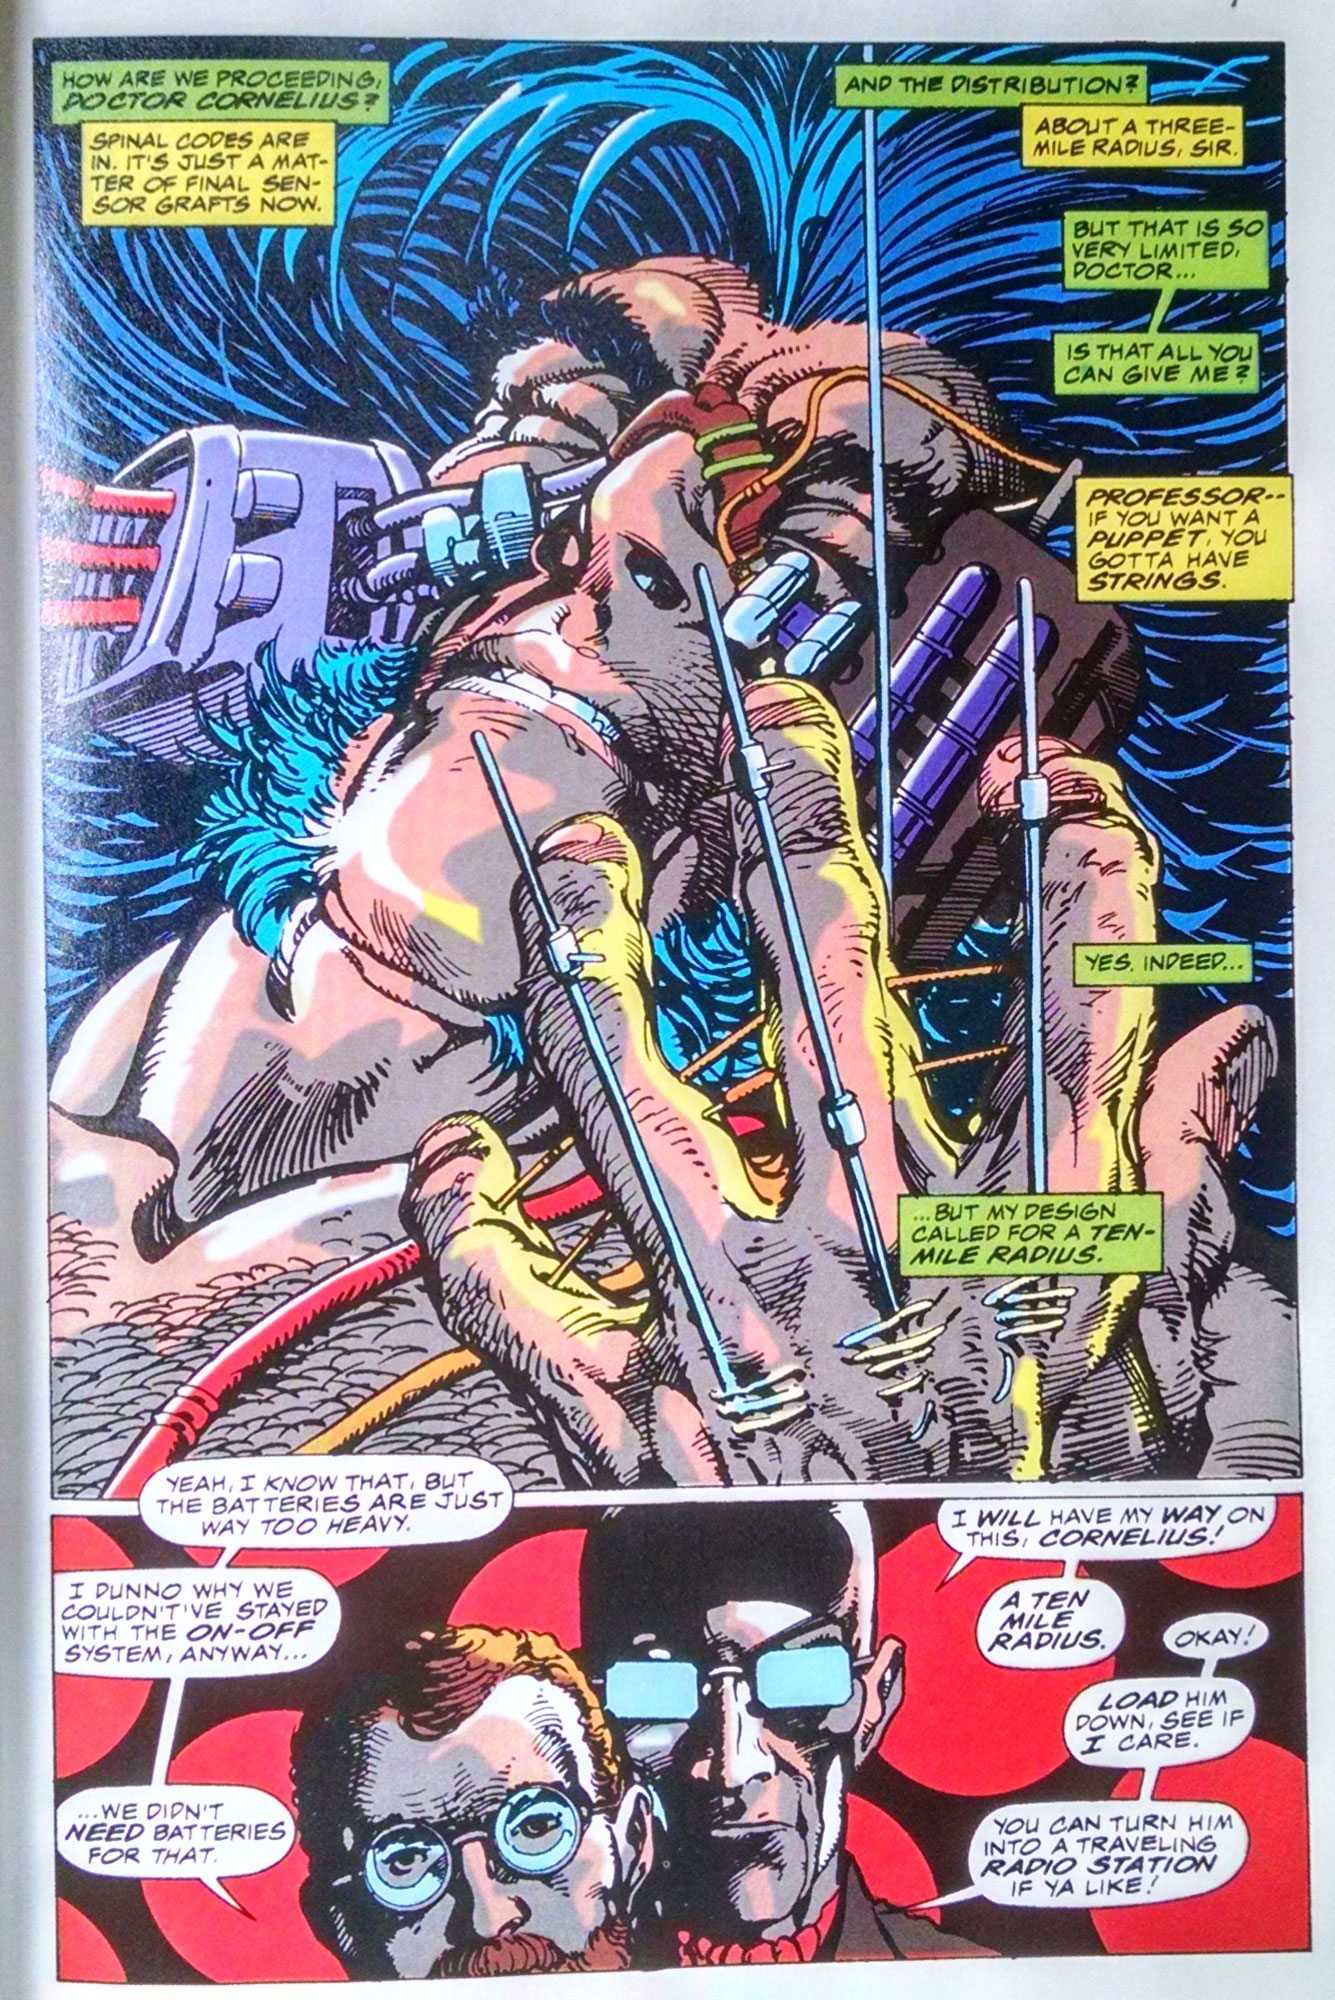 HOW ARE WE PROCEEDING,
DOCTOR CORNELIUS?
SPINAL CODES ARE
IN. IT'S JUST A MAT-
TER OF FINAL SEN-
SOR GRAFTS NOW.
AND THE DISTRIBUTION?
ABOUT A THREE-
MILE RADIUS, SIR.
BUT THAT IS SO
VERY LIMITED,
DOCTOR...
IS THAT ALL YOU
CAN GIVE ME?
PROFESSOR--
IF YOU WANT A
PUPPET, YOU
GOTTA HAVE
STRINGS.
YES, INDEED...
...BUT MY DESIGN
CALLED FOR A TEN-
MILE RADIUS.
YEAH, I KNOW THAT, BUT
THE BATTERIES ARE JUST
WAY TOO HEAVY.
I DUNNO WHY WE
COULDN'T'VE STAYED
WITH THE ON-OFF
SYSTEM, ANYWAY...
...WE DIDN'T
NEED BATTERIES
FOR THAT.
I WILL HAVE MY WAY ON
THIS, CORNELIUS!
A TEN
MILE
RADIUS.
OKAY!
LOAD HIM
DOWN, SEE IF
I CARE.
YOU CAN TURN HIM
INTO A TRAVELING
RADIO STATION
IF YA LIKE!